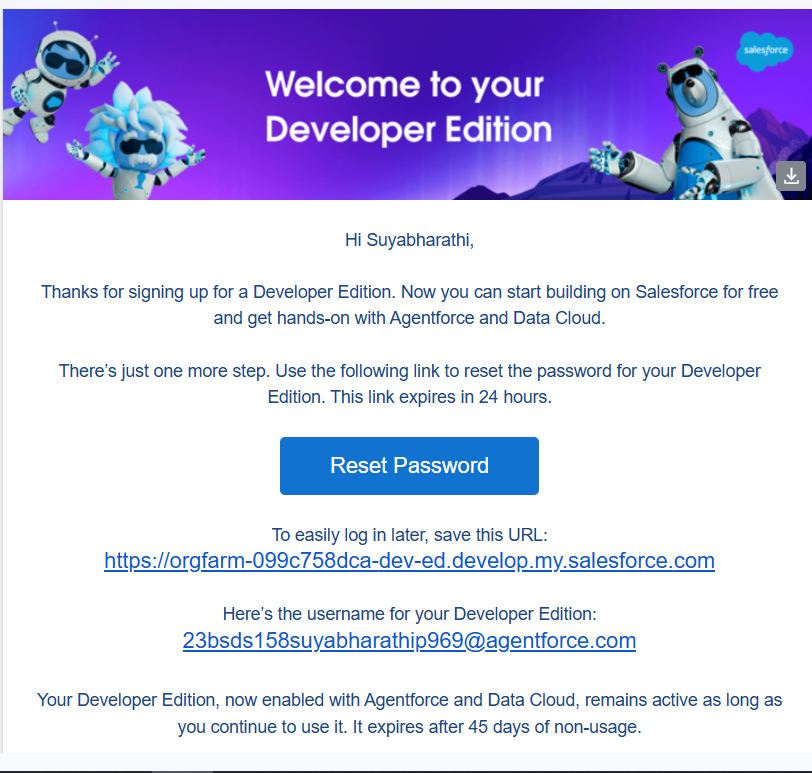 salesforce
Welcome to your
Developer Edition
Hi Suyabharathi,
Thanks for signing up for a Developer Edition. Now you can start building on Salesforce for free
and get hands-on with Agentforce and Data Cloud.
There’s just one more step. Use the following link to reset the password for your Developer
Edition. This link expires in 24 hours.
Reset Password
To easily log in later, save this URL:
https://orgfarm-099c758dca-dev-ed.develop.my.salesforce.com
Here’s the username for your Developer Edition:
23bsds158suyabharathip969@agentforce.com
Your Developer Edition, now enabled with Agentforce and Data Cloud, remains active as long as
you continue to use it. It expires after 45 days of non-usage.